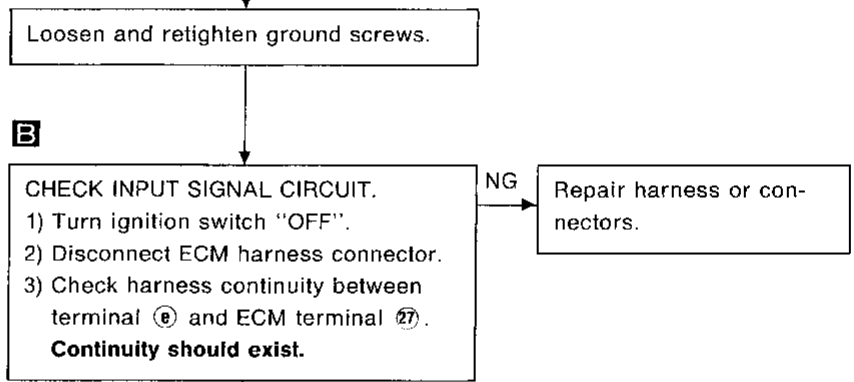 Loosen and retighten ground screws.
B
CHECK INPUT SIGNAL CIRCUIT.
1) Turn ignition switch "OFF".
2) Disconnect ECM harness connector.
3) Check harness continuity between
terminal ⓔ and ECM terminal ㉗.
Continuity should exist.
NG
Repair harness or con-
nectors.